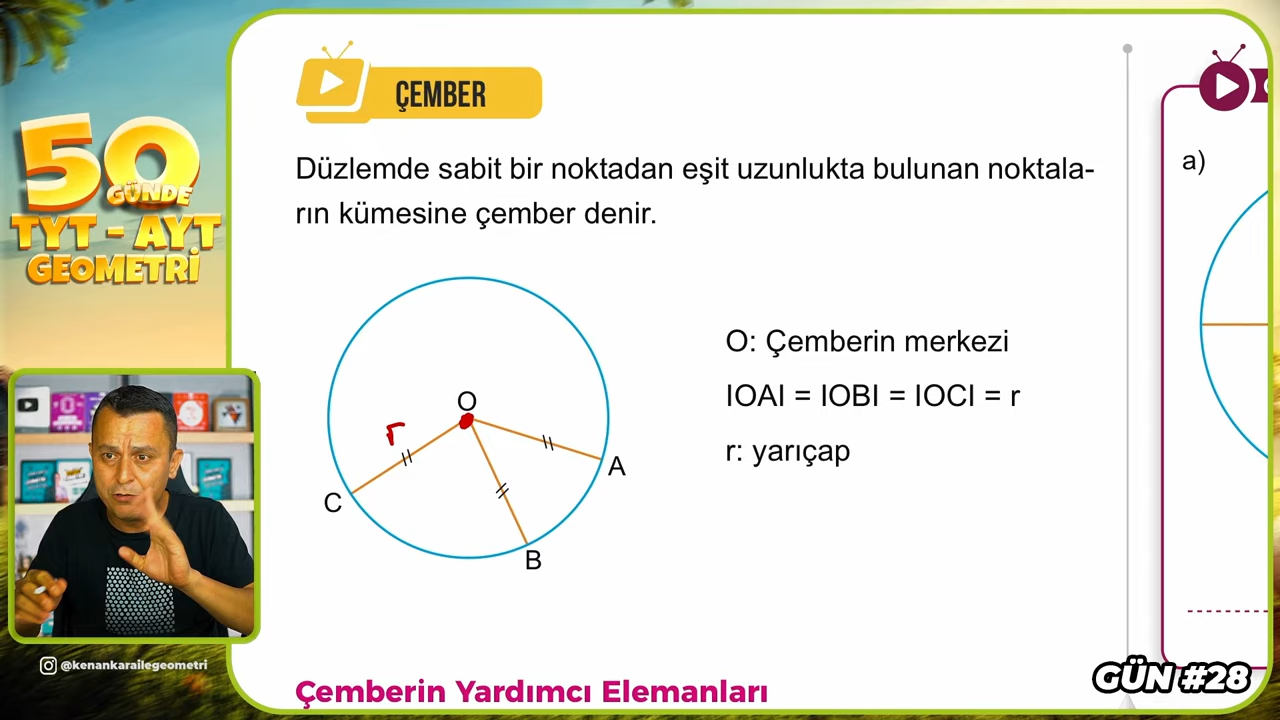 50
GÜNDE
TYT - AYT
GEOMETRİ
ÇEMBER
Düzlemde sabit bir noktadan eşit uzunlukta bulunan noktala-
rın kümesine çember denir.
O
r
A
C
B
O: Çemberin merkezi
IOAI = IOBI = IOCI = r
r: yarıçap
a)
@kenankarailegeometri
Çemberin Yardımcı Elemanları
GÜN #28